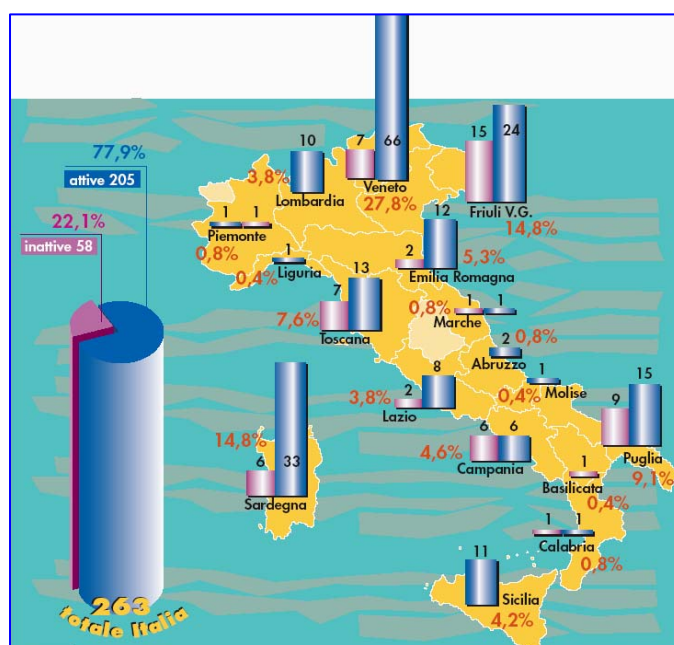 77,9%
attive 205
22,1%
inattive 58
10
3,8%
Lombardia
7 66
Veneto
27,8%
15 24
Friuli V.G.
14,8%
1 1
Piemonte
0,8%
1
Liguria
0,4%
2 12
Emilia Romagna
5,3%
7 13
7,6%
Toscana
0,8%
1 1
Marche
2
0,8%
Abruzzo
2 8
3,8%
Lazio
1
0,4%
Molise
14,8%
6 33
Sardegna
6 6
4,6%
Campania
9 15
Puglia
9,1%
1
Basilicata
0,4%
1 1
Calabria
0,8%
11
Sicilia
4,2%
263
totale Italia